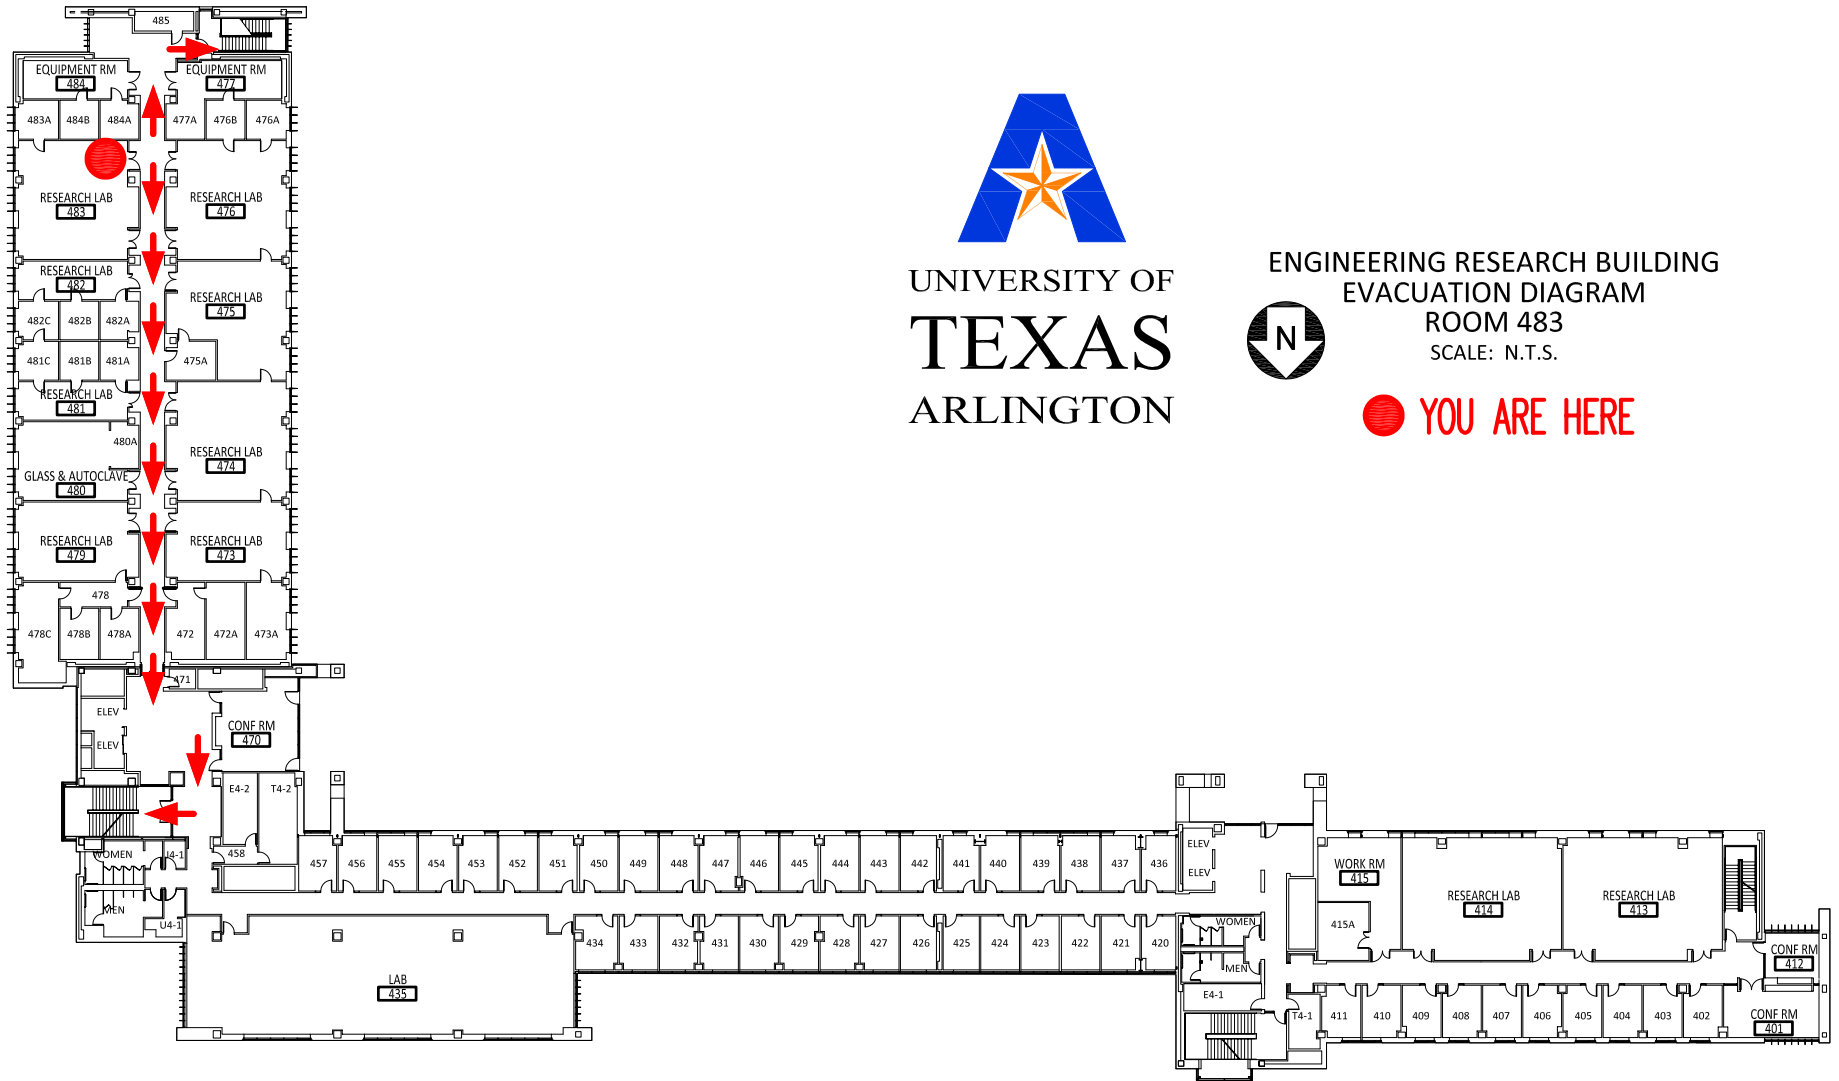 485
EQUIPMENT RM
484
EQUIPMENT RM
477
483A
484B
484A
477A
476B
476A
RESEARCH LAB
483
RESEARCH LAB
476
RESEARCH LAB
482
RESEARCH LAB
475
482C
482B
482A
481C
481B
481A
475A
RESEARCH LAB
481
480A
RESEARCH LAB
474
GLASS & AUTOCLAVE
480
RESEARCH LAB
479
RESEARCH LAB
473
478
478C
478B
478A
472
472A
473A
471
ELEV
ELEV
CONF RM
470
E4-2
T4-2
WOMEN
J4-1
458
MEN
U4-1
457
456
455
454
453
452
451
450
449
448
447
446
445
444
443
442
441
440
439
438
437
436
434
433
432
431
430
429
428
427
426
425
424
423
422
421
420
LAB
435
ELEV
ELEV
WOMEN
MEN
E4-1
T4-1
WORK RM
415
415A
RESEARCH LAB
414
RESEARCH LAB
413
CONF RM
412
411
410
409
408
407
406
405
404
403
402
CONF RM
401
UNIVERSITY OF
TEXAS
ARLINGTON
ENGINEERING RESEARCH BUILDING
EVACUATION DIAGRAM
ROOM 483
SCALE: N.T.S.
N
YOU ARE HERE